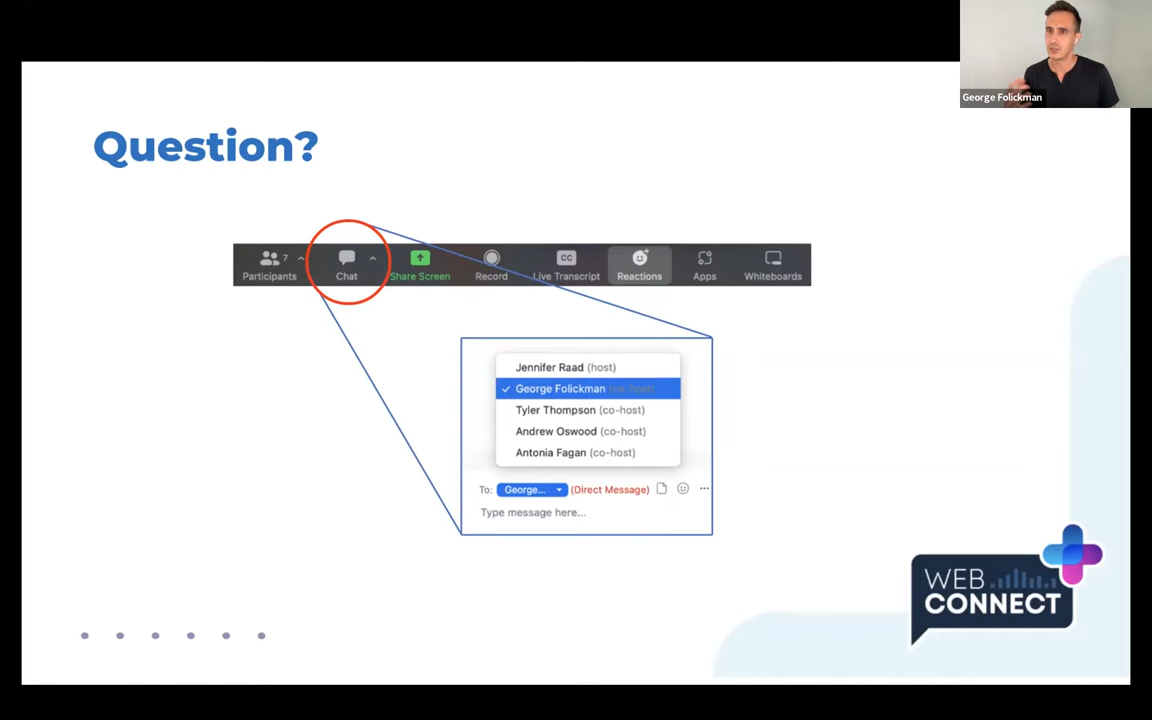 George Folickman
Question?
Participants 7
Chat
Share Screen
Record
CC
Live Transcript
Reactions
Apps
Whiteboards
Jennifer Raad (host)
George Folickman (co-host)
Tyler Thompson (co-host)
Andrew Oswood (co-host)
Antonia Fagan (co-host)
To: George... (Direct Message)
Type message here...
WEB
CONNECT